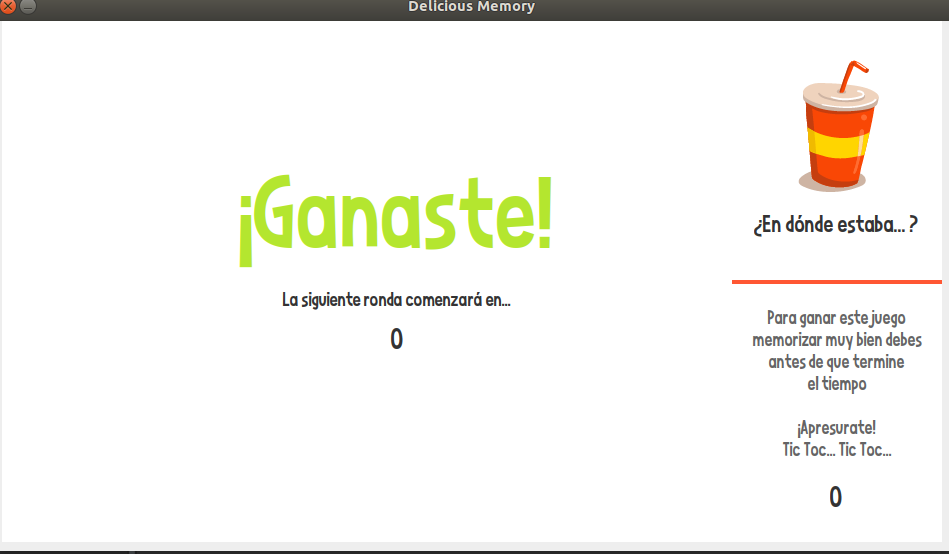 Delicious Memory
¡Ganaste!
La siguiente ronda comenzará en...
0
¿En dónde estaba... ?
Para ganar este juego
memorizar muy bien debes
antes de que termine
el tiempo
¡Apresurate!
Tic Toc... Tic Toc...
0